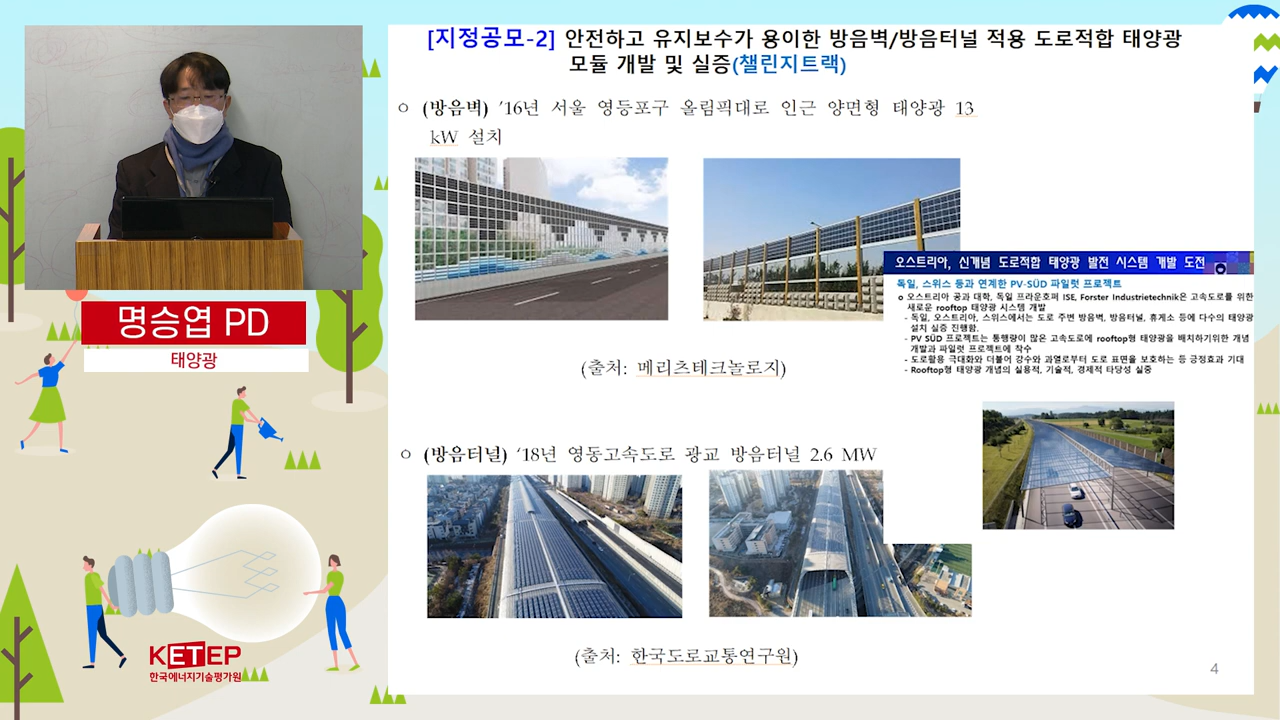 [지정공모-2] 안전하고 유지보수가 용이한 방음벽/방음터널 적용 도로적합 태양광
모듈 개발 및 실증(챌린지트랙)
ㅇ (방음벽) ′16년 서울 영등포구 올림픽대로 인근 양면형 태양광 13
kW 설치
오스트리아, 신개념 도로적합 태양광 발전 시스템 개발 도전
독일, 스위스 등과 연계한 PV-SÜD 파일럿 프로젝트
o 오스트리아 공과 대학, 독일 프라운호퍼 ISE, Forster Industrietechnik은 고속도로를 위한
새로운 rooftop 태양광 시스템 개발
- 독일, 오스트리아, 스위스에서는 도로 주변 방음벽, 방음터널, 휴게소 등에 다수의 태양광
설치 실증 진행함.
- PV SÜD 프로젝트는 통행량이 많은 고속도로에 rooftop형 태양광을 배치하기위한 개념
개발과 파일럿 프로젝트에 착수
- 도로활용 극대화와 더불어 강수와 과열로부터 도로 표면을 보호하는 등 긍정효과 기대
- Rooftop형 태양광 개념의 실용적, 기술적, 경제적 타당성 실증
(출처: 메리츠테크놀로지)
ㅇ (방음터널) ′18년 영동고속도로 광교 방음터널 2.6 MW
(출처: 한국도로교통연구원)
4
명승엽 PD
태양광
KETEP
한국에너지기술평가원